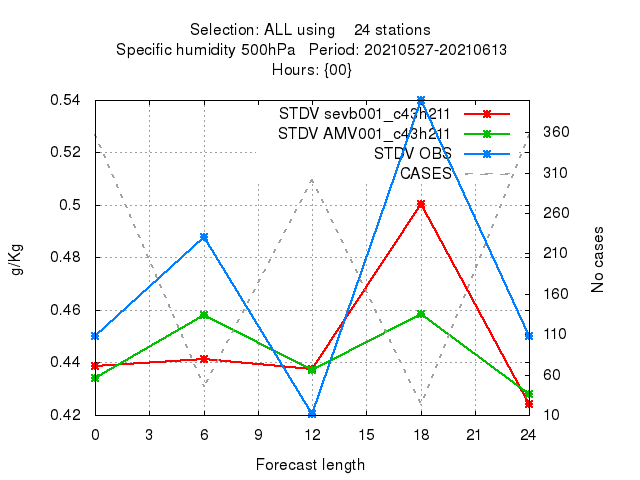 Selection: ALL using    24 stations
Specific humidity 500hPa   Period: 20210527-20210613
Hours: {00}
STDV sevb001_c43h211
STDV AMV001_c43h211
STDV OBS
CASES
g/Kg
0.54
0.52
0.5
0.48
0.46
0.44
0.42
No cases
360
310
260
210
160
110
60
10
0 3 6 9 12 15 18 21 24
Forecast length